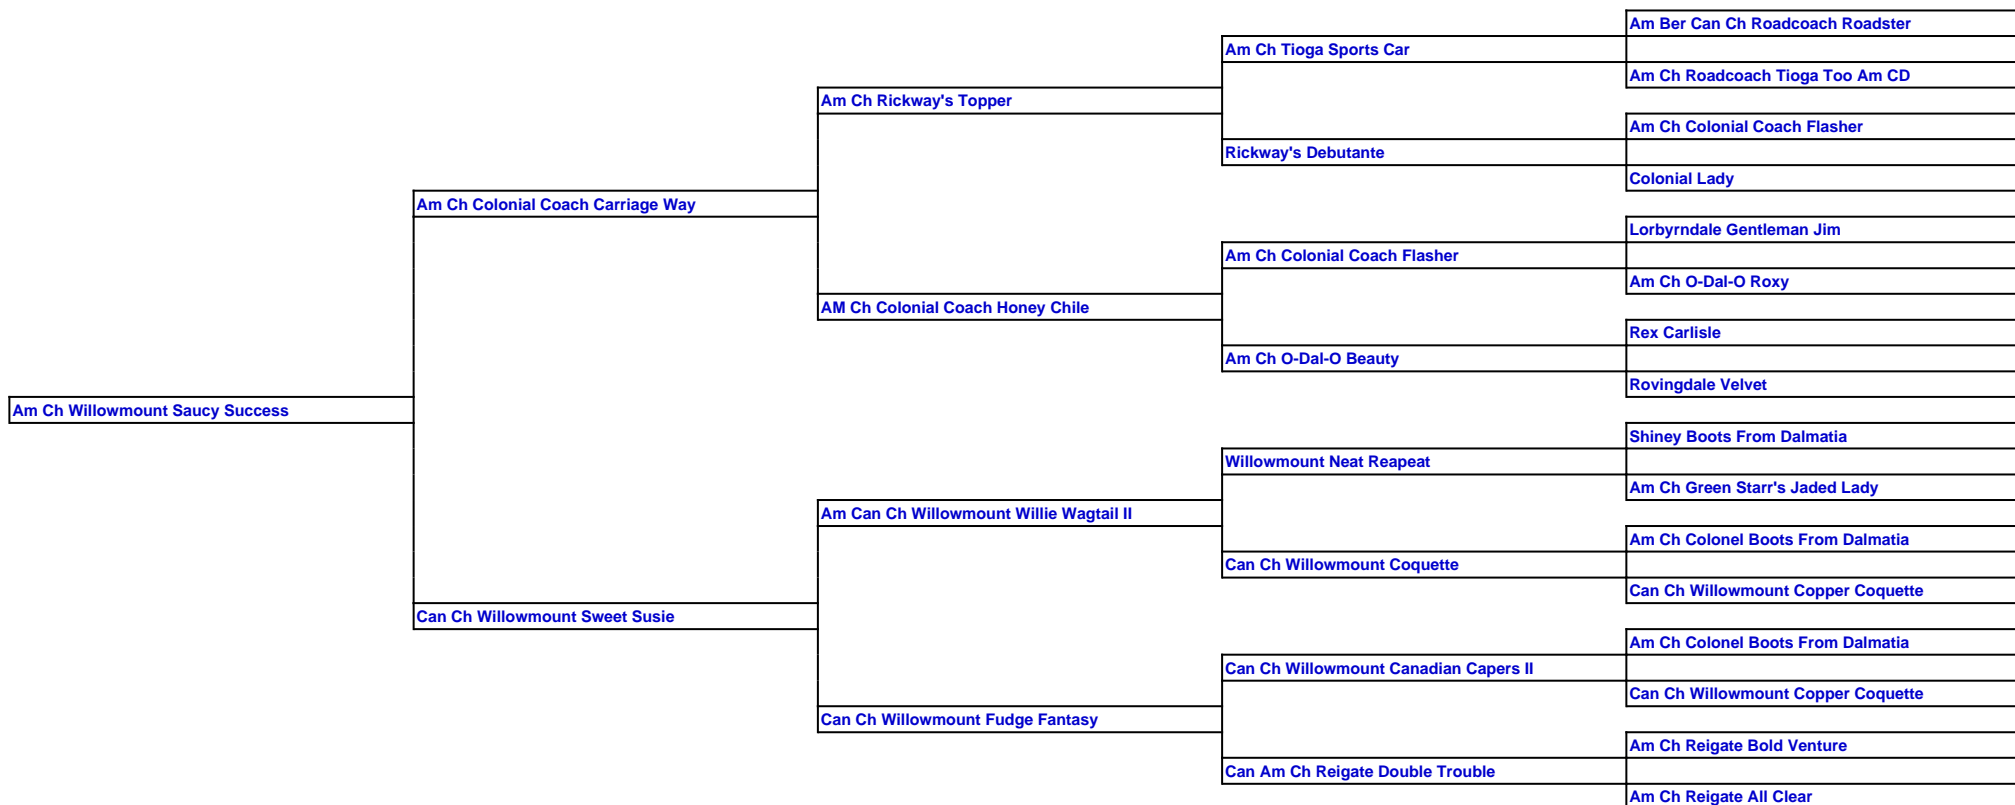 Am Ber Can Ch Roadcoach Roadster
Am Ch Tioga Sports Car
Am Ch Roadcoach Tioga Too Am CD
Am Ch Rickway's Topper
Am Ch Colonial Coach Flasher
Rickway's Debutante
Colonial Lady
Am Ch Colonial Coach Carriage Way
Lorbyrndale Gentleman Jim
Am Ch Colonial Coach Flasher
Am Ch O-Dal-O Roxy
AM Ch Colonial Coach Honey Chile
Rex Carlisle
Am Ch O-Dal-O Beauty
Rovingdale Velvet
Am Ch Willowmount Saucy Success
Shiney Boots From Dalmatia
Willowmount Neat Reapeat
Am Ch Green Starr's Jaded Lady
Am Can Ch Willowmount Willie Wagtail II
Am Ch Colonel Boots From Dalmatia
Can Ch Willowmount Coquette
Can Ch Willowmount Copper Coquette
Can Ch Willowmount Sweet Susie
Am Ch Colonel Boots From Dalmatia
Can Ch Willowmount Canadian Capers II
Can Ch Willowmount Copper Coquette
Can Ch Willowmount Fudge Fantasy
Am Ch Reigate Bold Venture
Can Am Ch Reigate Double Trouble
Am Ch Reigate All Clear